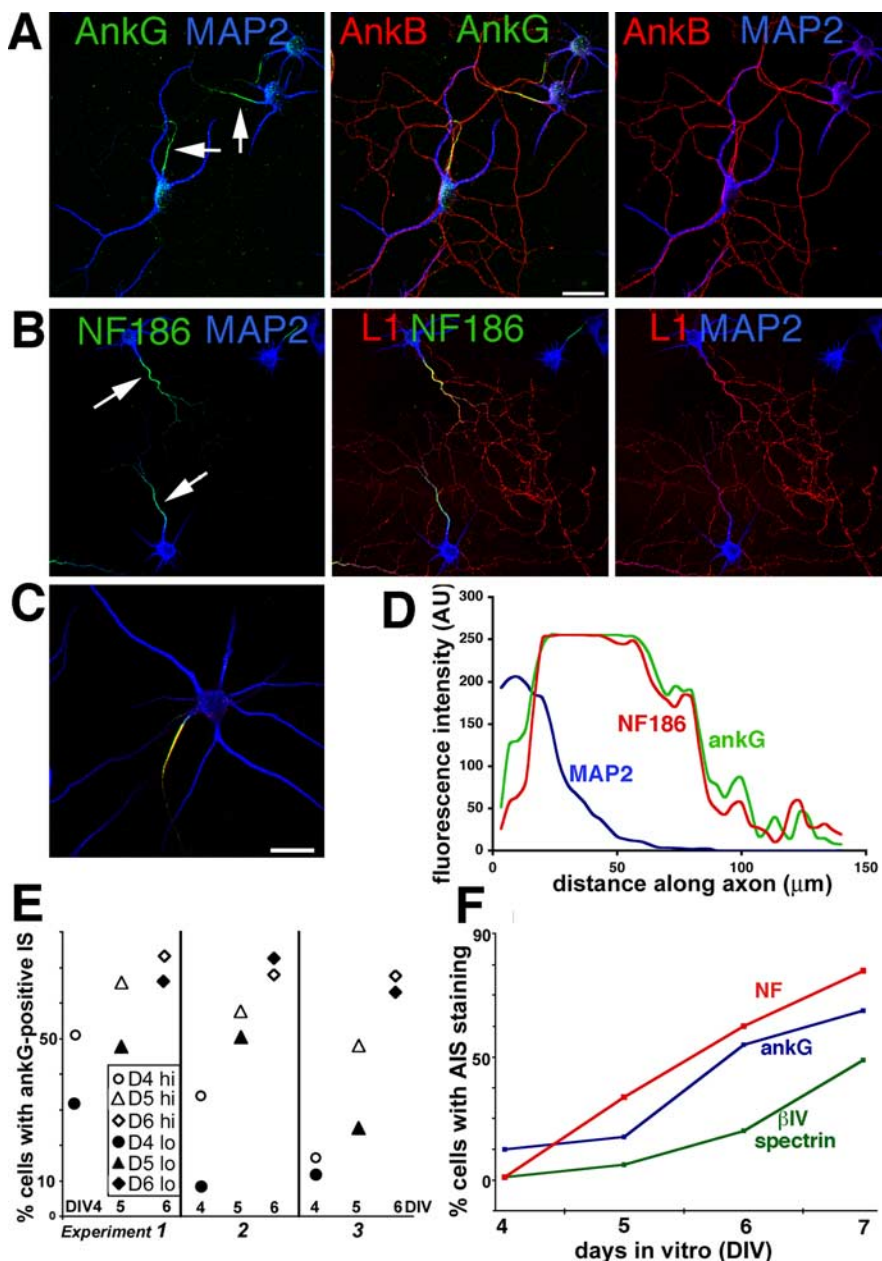 A
AnkG MAP2
AnkB AnkG
AnkB MAP2
B
NF186 MAP2
L1 NF186
L1 MAP2
C
D
fluorescence intensity (AU)
300
250
200
150
100
50
0
NF186
ankG
MAP2
0 50 100 150
distance along axon (μm)
E
% cells with ankG-positive IS
50
10
0
D4 hi
D5 hi
D6 hi
D4 lo
D5 lo
D6 lo
DIV4 5 6 4 5 6 4 5 6 DIV
Experiment 1 2 3
F
% cells with AIS staining
90
50
0
NF
ankG
βIV
spectrin
4 5 6 7
days in vitro (DIV)